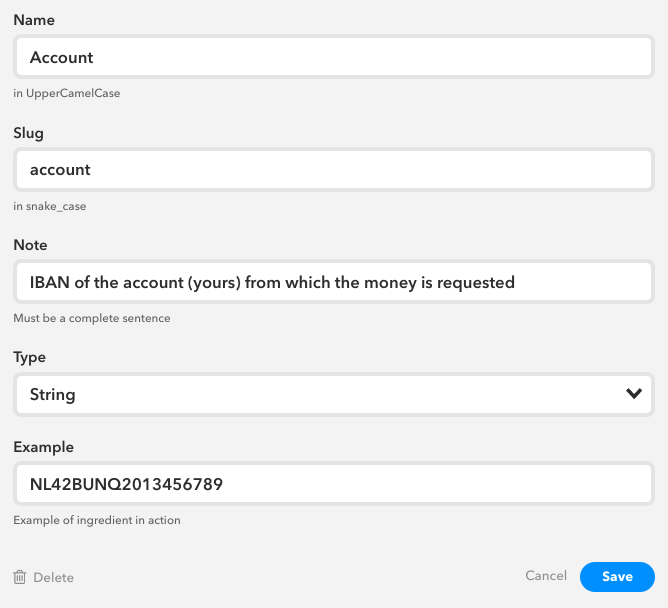 Name
Account
in UpperCamelCase
Slug
account
in snake_case
Note
IBAN of the account (yours) from which the money is requested
Must be a complete sentence
Type
String
Example
NL42BUNQ2013456789
Example of ingredient in action
Delete
Cancel
Save